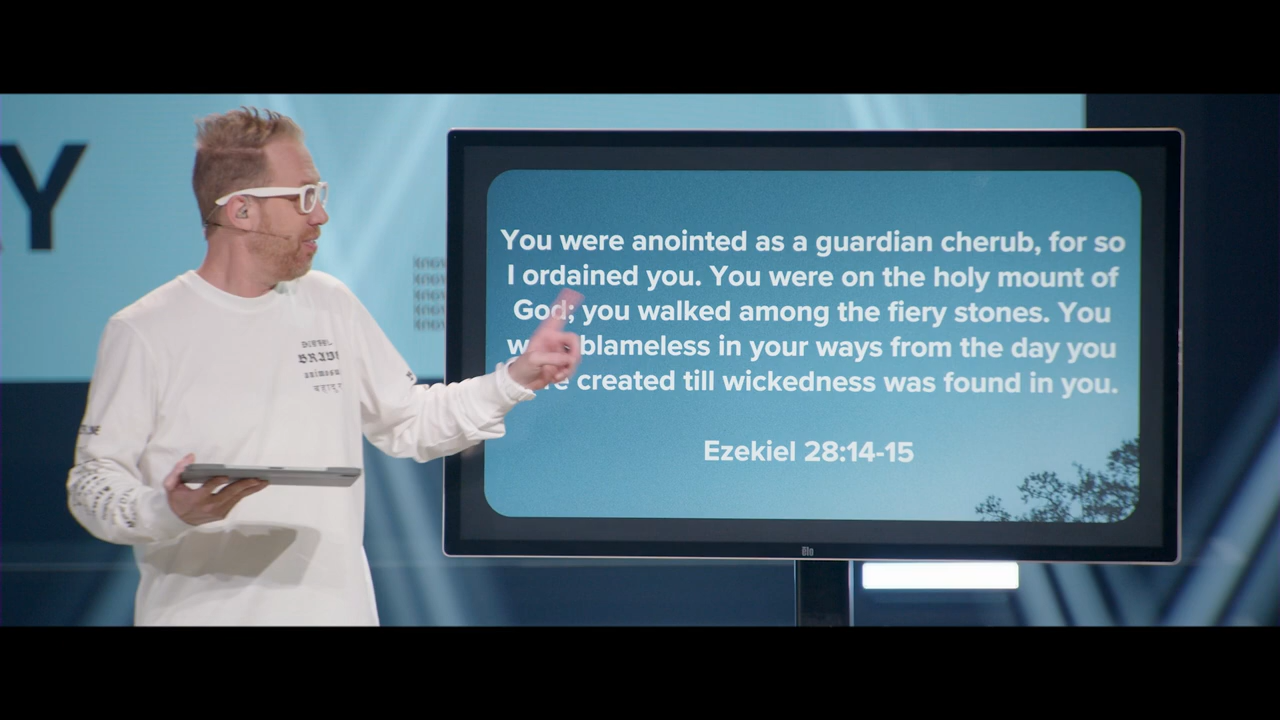 Y
You were anointed as a guardian cherub, for so
I ordained you. You were on the holy mount of
God; you walked among the fiery stones. You
blameless in your ways from the day you
created till wickedness was found in you.
Ezekiel 28:14-15
elo